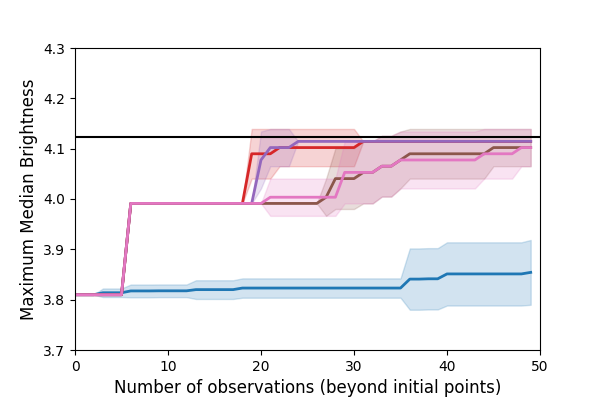 Maximum Median Brightness
4.3
4.2
4.1
4.0
3.9
3.8
3.7
0 10 20 30 40 50
Number of observations (beyond initial points)